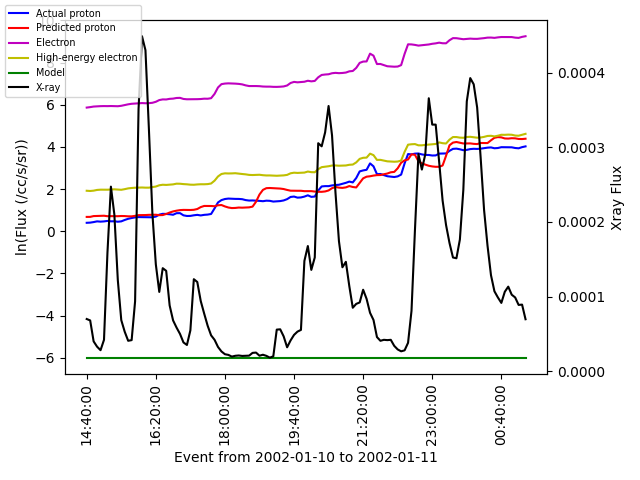 Actual proton
Predicted proton
Electron
High-energy electron
Model
X-ray
ln(Flux (/cc/s/sr))
6
4
2
0
−2
−4
−6
0.0004
0.0003
0.0002
0.0001
0.0000
Xray Flux
14:40:00
16:20:00
18:00:00
19:40:00
21:20:00
23:00:00
00:40:00
Event from 2002-01-10 to 2002-01-11